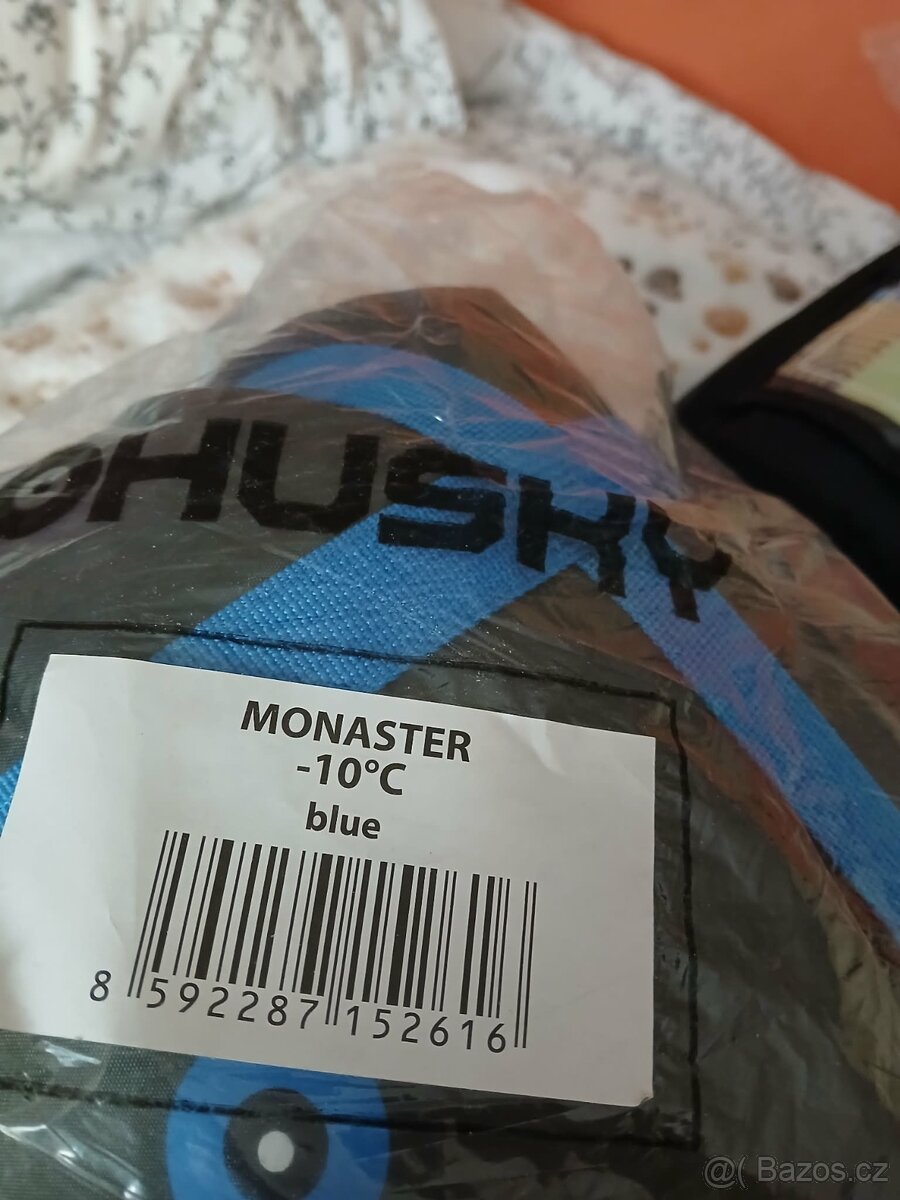 HUSKY
MONASTER
-10°C
blue
8 592287 152616
@( Bazos.cz